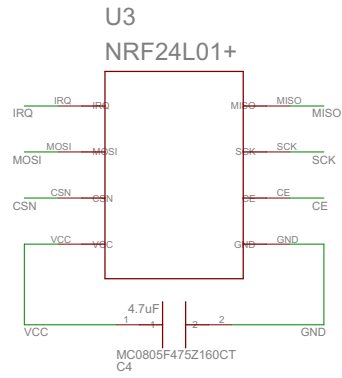 U3
NRF24L01+
IRQ IRQ MISO MISO
IRQ MISO
MOSI MOSI SCK SCK
MOSI SCK
CSN CSN CE CE
CSN CE
VCC VCC GND GND
4.7uF
1 1 2 2
VCC GND
MC0805F475Z160CT
C4